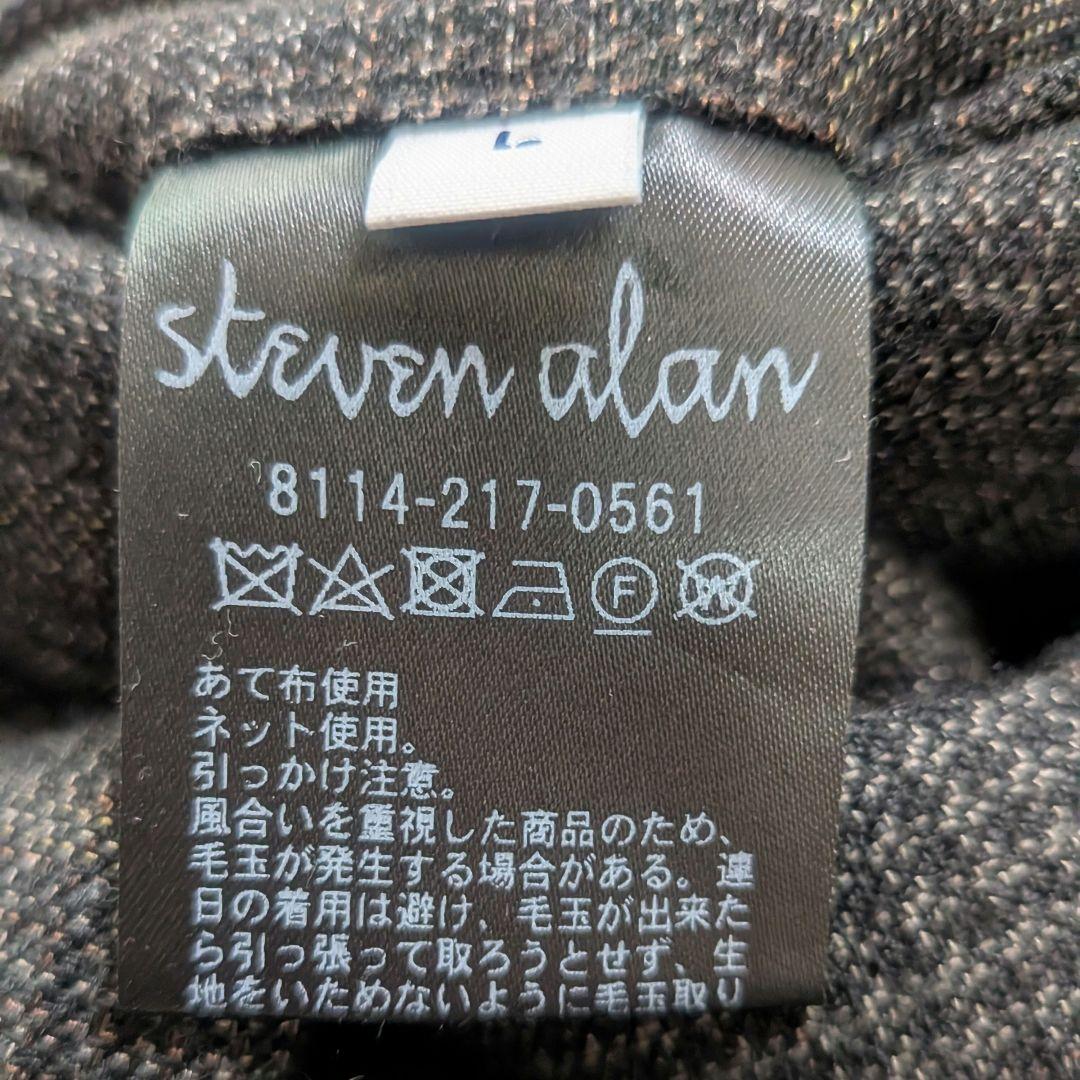 steven alan
8114-217-0561
F
W
あて布使用
ネット使用。
引っかけ注意。
風合いを重視した商品のため、
毛玉が発生する場合がある。連
日の着用は避け、毛玉が出来た
ら引っ張って取ろうとせず、生
地をいためないように毛玉取り